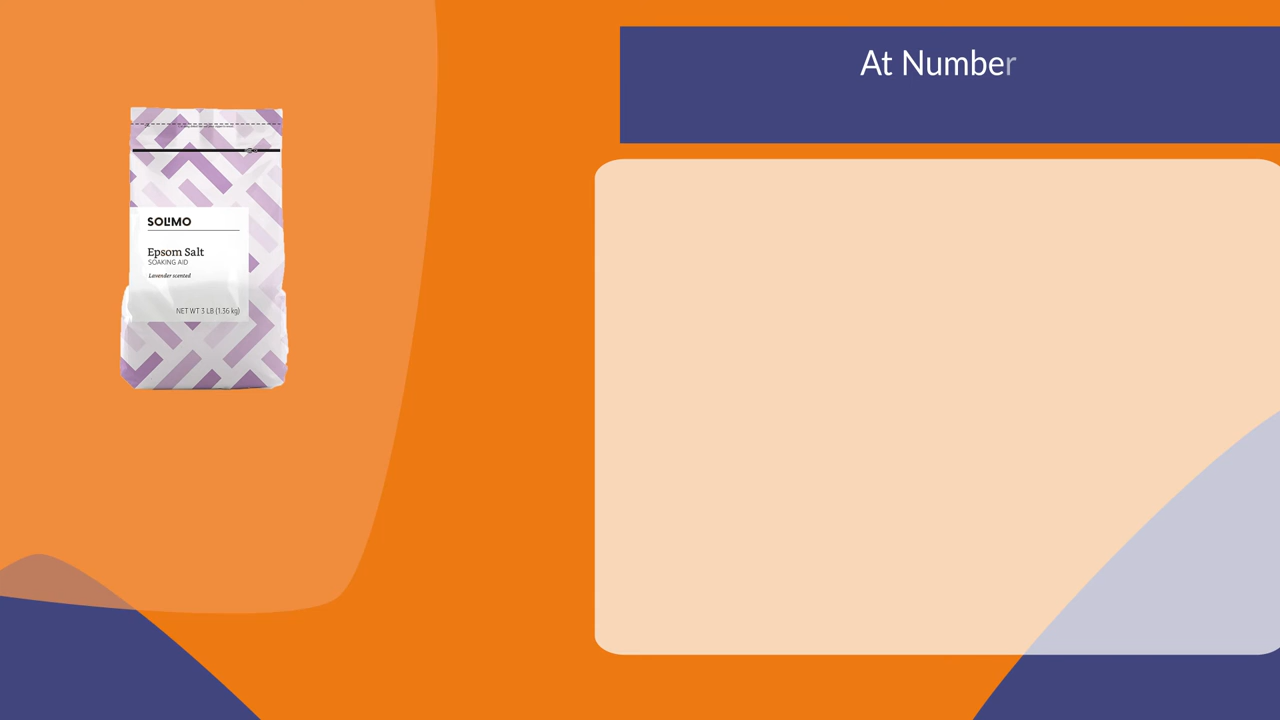 At Number
SOLIMO
Epsom Salt
SOAKING AID
Lavender scented
NET WT 3 LB (1.36 kg)